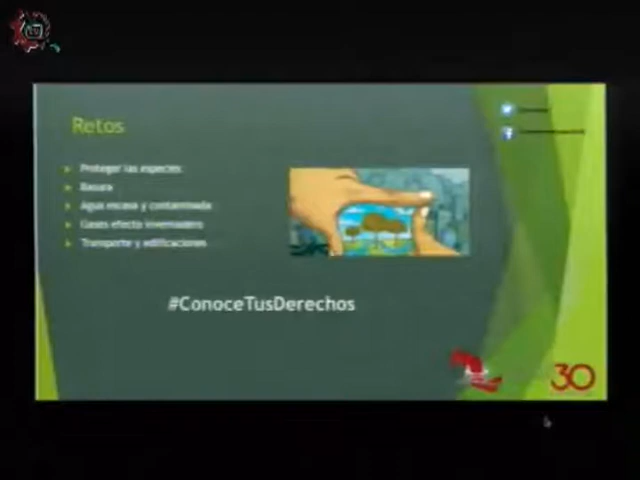 Retos
Proteger las especies
Basura
Agua escasa y contaminada
Gases efecto invernadero
Transporte y edificaciones
#ConoceTusDerechos
30